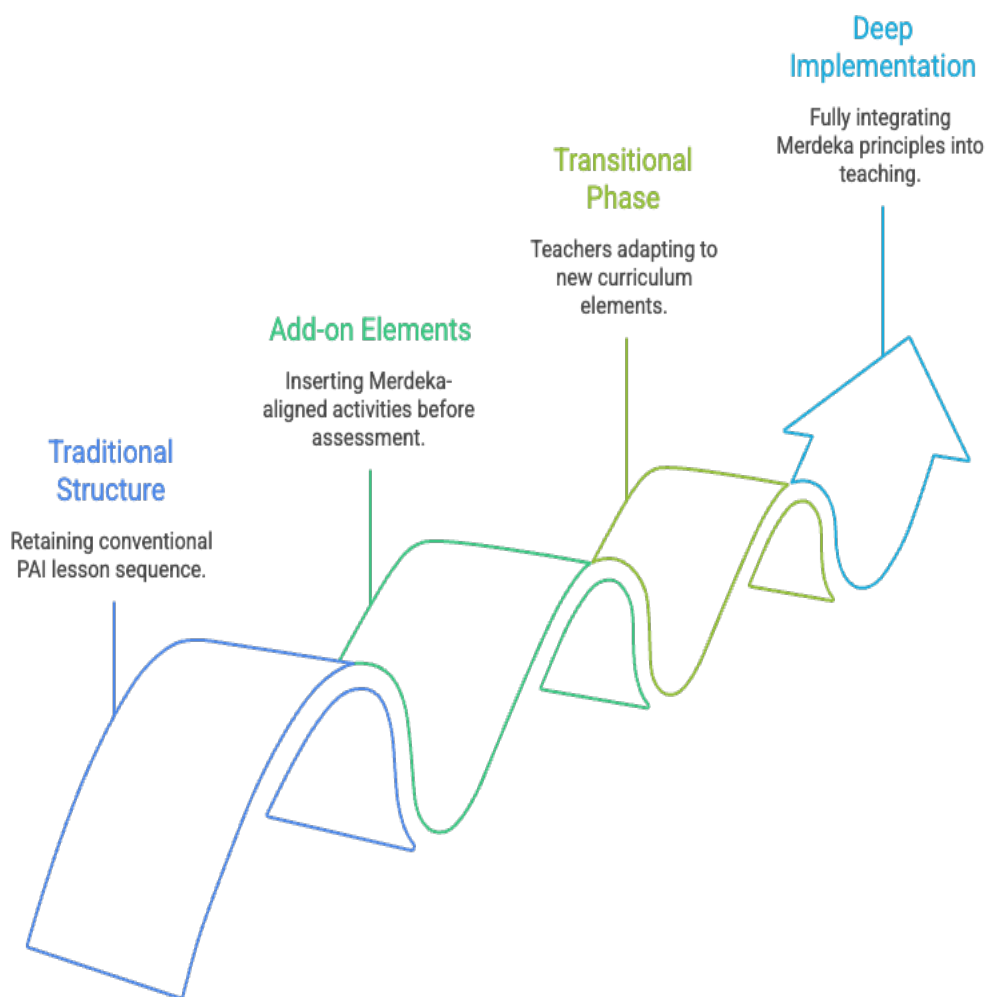 Traditional
Structure
Retaining conventional
PAI lesson sequence.
Add-on Elements
Inserting Merdeka-
aligned activities before
assessment.
Transitional
Phase
Teachers adapting to
new curriculum
elements.
Deep
Implementation
Fully integrating
Merdeka principles into
teaching.